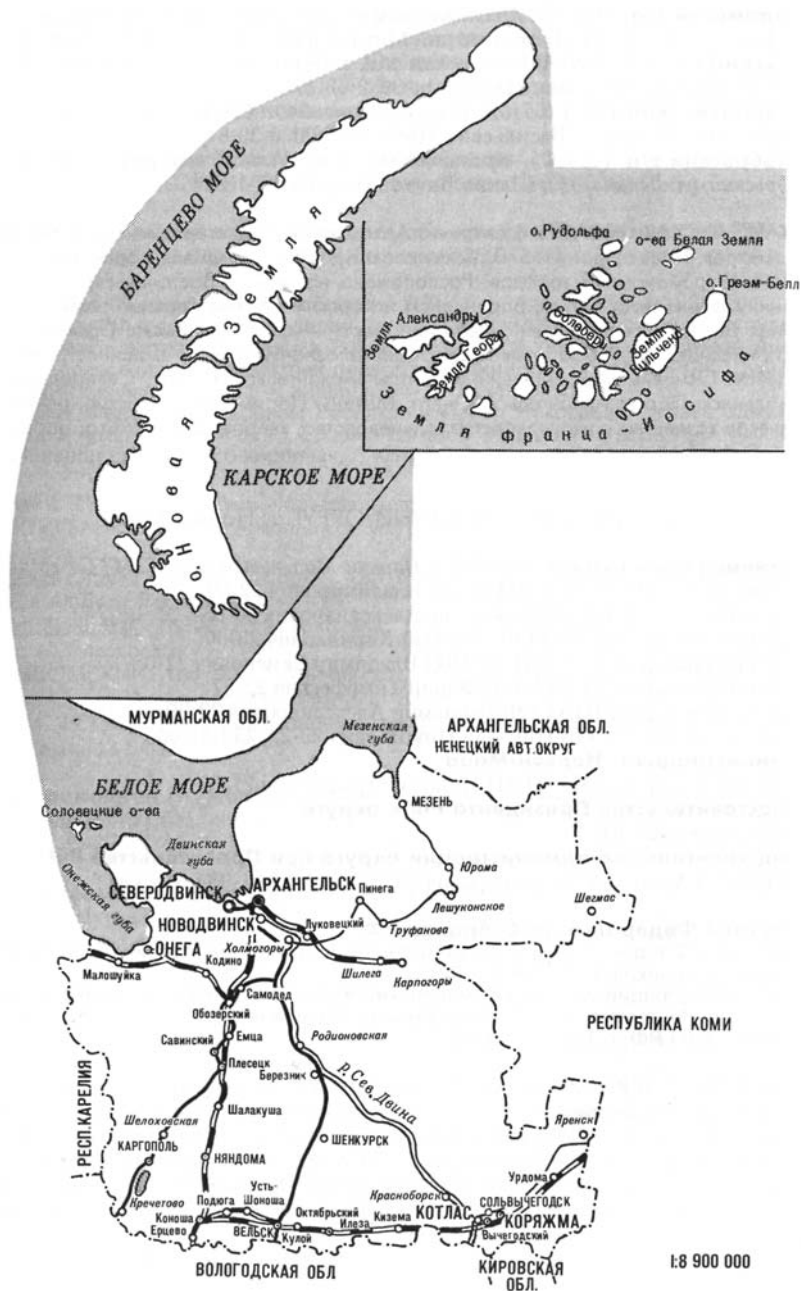 БАРЕНЦЕВО МОРЕ
о. Новая Земля
КАРСКОЕ МОРЕ
о.Рудольфа
о-ва Белая Земля
о.Грээм-Белл
Земля Александры
Земля Георга
Солсбери
Земля Вильчека
Земля Франца Иосифа
МУРМАНСКАЯ ОБЛ.
Мезенская
губа
АРХАНГЕЛЬСКАЯ ОБЛ.
НЕНЕЦКИЙ АВТ.ОКРУГ
БЕЛОЕ МОРЕ
Соловецкие о-ва
МЕЗЕНЬ
Двинская
губа
Онежская губа
Юрома
СЕВЕРОДВИНСК
АРХАНГЕЛЬСК
Пинега
Лешуконское
Шегмас
НОВОДВИНСК
Луковецкий
Труфанова
ОНЕГА
Холмогоры
Малошуйка
Кодино
Шилега
Карпогоры
Самодед
Обозерский
РЕСПУБЛИКА КОМИ
Савинский
Емца
Родионовская
Плесецк
Березник
р. Сев. Двина
РЕСП.КАРЕЛИЯ
Шалакуша
Шелоховская
КАРГОПОЛЬ
ШЕНКУРСК
Яренск
НЯНДОМА
Урдома
Кречетово
Подюга
Усть-
Шоноша
Красноборск
СОЛЬВЫЧЕГОДСК
Коноша
Октябрьский
КОТЛАС
КОРЯЖМА
Ерцево
ВЕЛЬСК
Кулой
Илеза
Кизема
Вычегодский
ВОЛОГОДСКАЯ ОБЛ
КИРОВСКАЯ
ОБЛ.
1:8 900 000